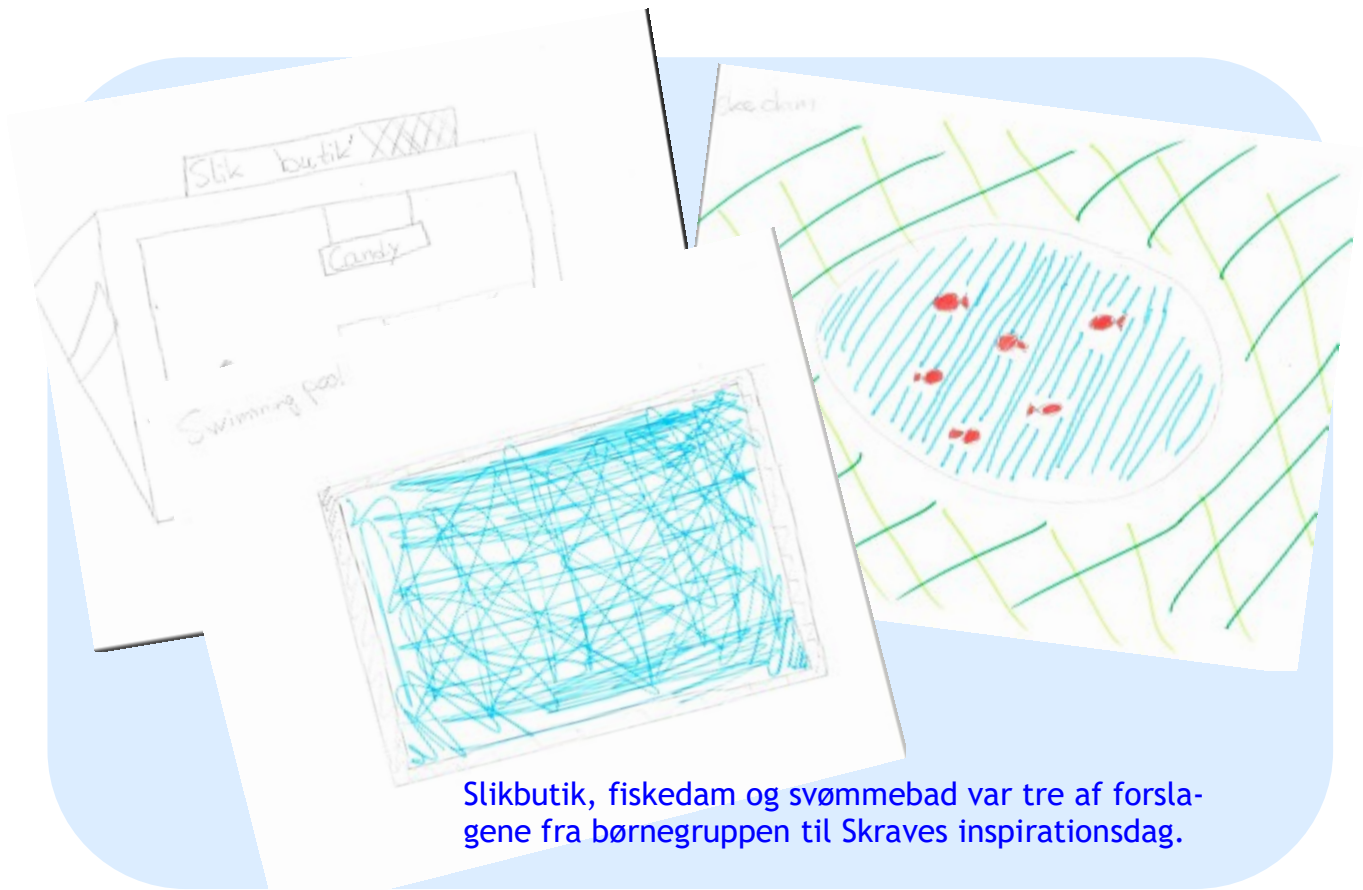 Slik butik
Candy
Swimming pool
Slikbutik, fiskedam og svømmebad var tre af forsla-
gene fra børnegruppen til Skraves inspirationsdag.